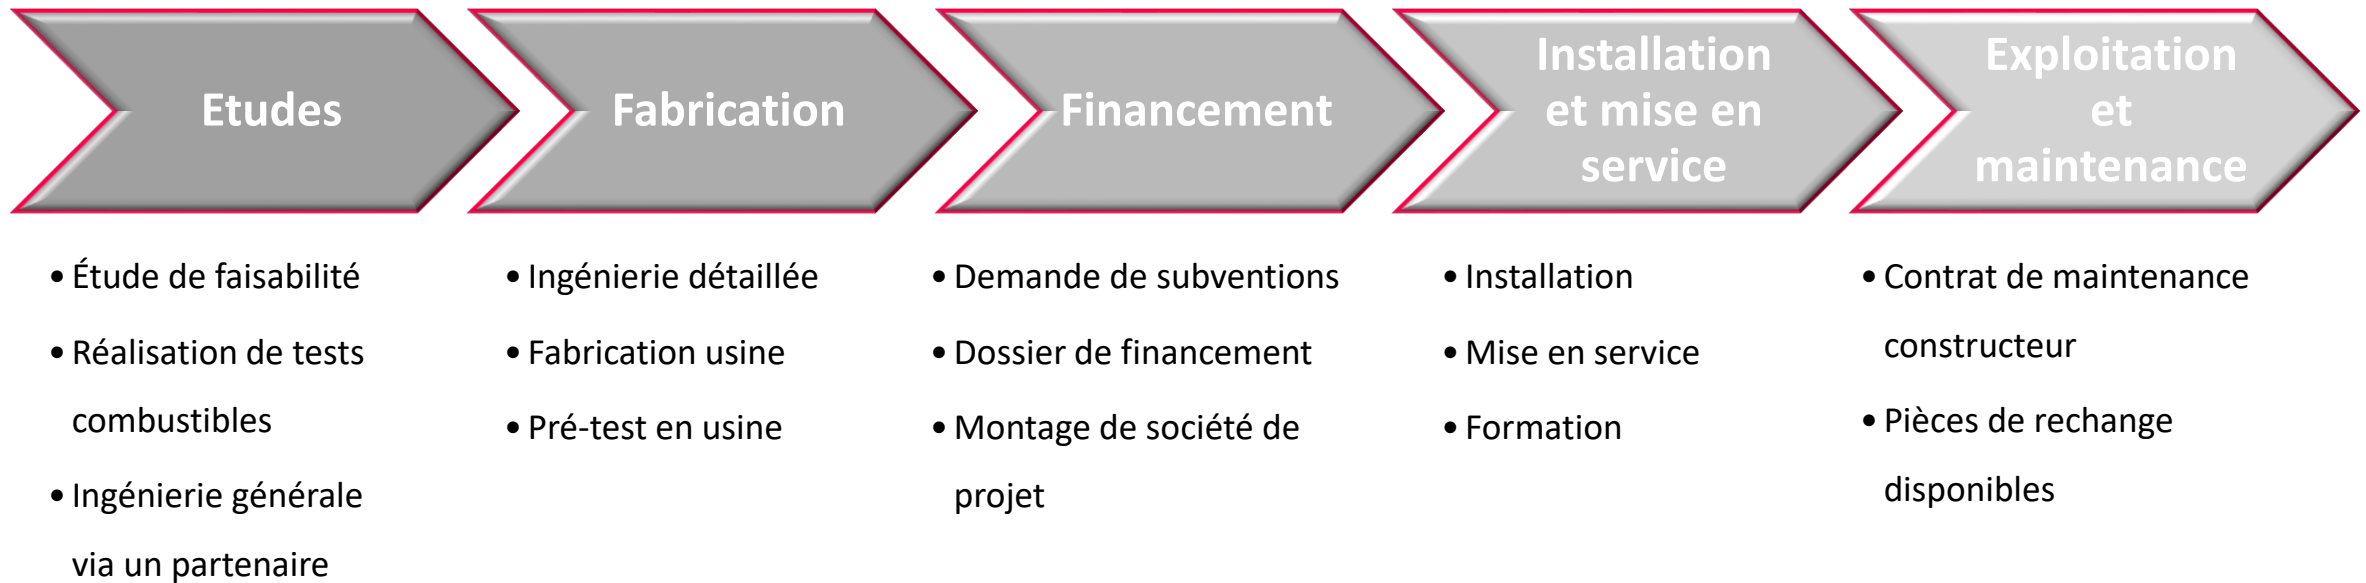 Etudes
Fabrication
Financement
Installation
et mise en
service
Exploitation
et
maintenance
• Étude de faisabilité
• Réalisation de tests
combustibles
• Ingénierie générale
via un partenaire
• Ingénierie détaillée
• Fabrication usine
• Pré-test en usine
• Demande de subventions
• Dossier de financement
• Montage de société de
projet
• Installation
• Mise en service
• Formation
• Contrat de maintenance
constructeur
• Pièces de rechange
disponibles